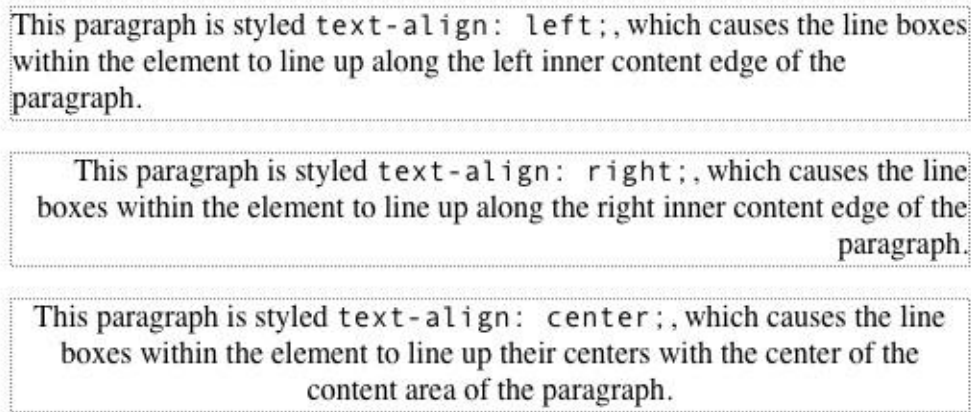 This paragraph is styled text-align: left;, which causes the line boxes
within the element to line up along the left inner content edge of the
paragraph.
This paragraph is styled text-align: right;, which causes the line
boxes within the element to line up along the right inner content edge of the
paragraph.
This paragraph is styled text-align: center;, which causes the line
boxes within the element to line up their centers with the center of the
content area of the paragraph.